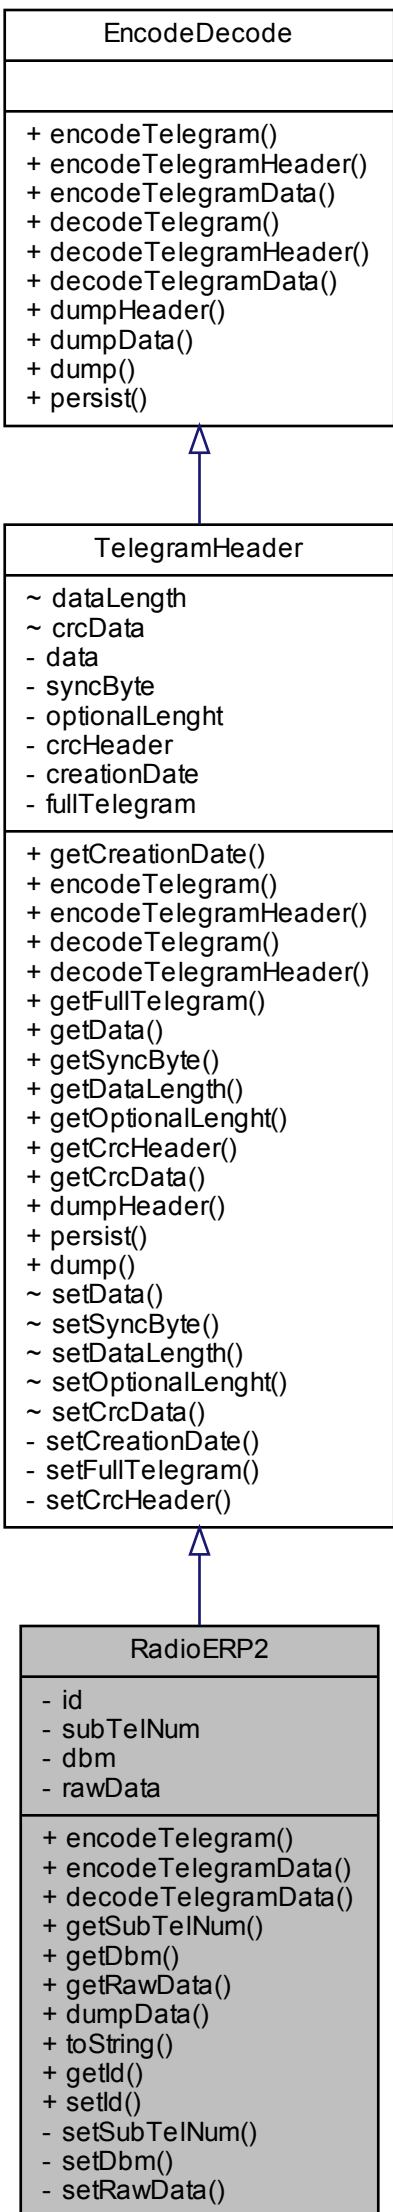 EncodeDecode
+ encodeTelegram()
+ encodeTelegramHeader()
+ encodeTelegramData()
+ decodeTelegram()
+ decodeTelegramHeader()
+ decodeTelegramData()
+ dumpHeader()
+ dumpData()
+ dump()
+ persist()
TelegramHeader
~ dataLength
~ crcData
- data
- syncByte
- optionalLenght
- crcHeader
- creationDate
- fullTelegram
+ getCreationDate()
+ encodeTelegram()
+ encodeTelegramHeader()
+ decodeTelegram()
+ decodeTelegramHeader()
+ getFullTelegram()
+ getData()
+ getSyncByte()
+ getDataLength()
+ getOptionalLenght()
+ getCrcHeader()
+ getCrcData()
+ dumpHeader()
+ persist()
+ dump()
~ setData()
~ setSyncByte()
~ setDataLength()
~ setOptionalLenght()
~ setCrcData()
- setCreationDate()
- setFullTelegram()
- setCrcHeader()
RadioERP2
- id
- subTelNum
- dbm
- rawData
+ encodeTelegram()
+ encodeTelegramData()
+ decodeTelegramData()
+ getSubTelNum()
+ getDbm()
+ getRawData()
+ dumpData()
+ toString()
+ getId()
+ setId()
- setSubTelNum()
- setDbm()
- setRawData()